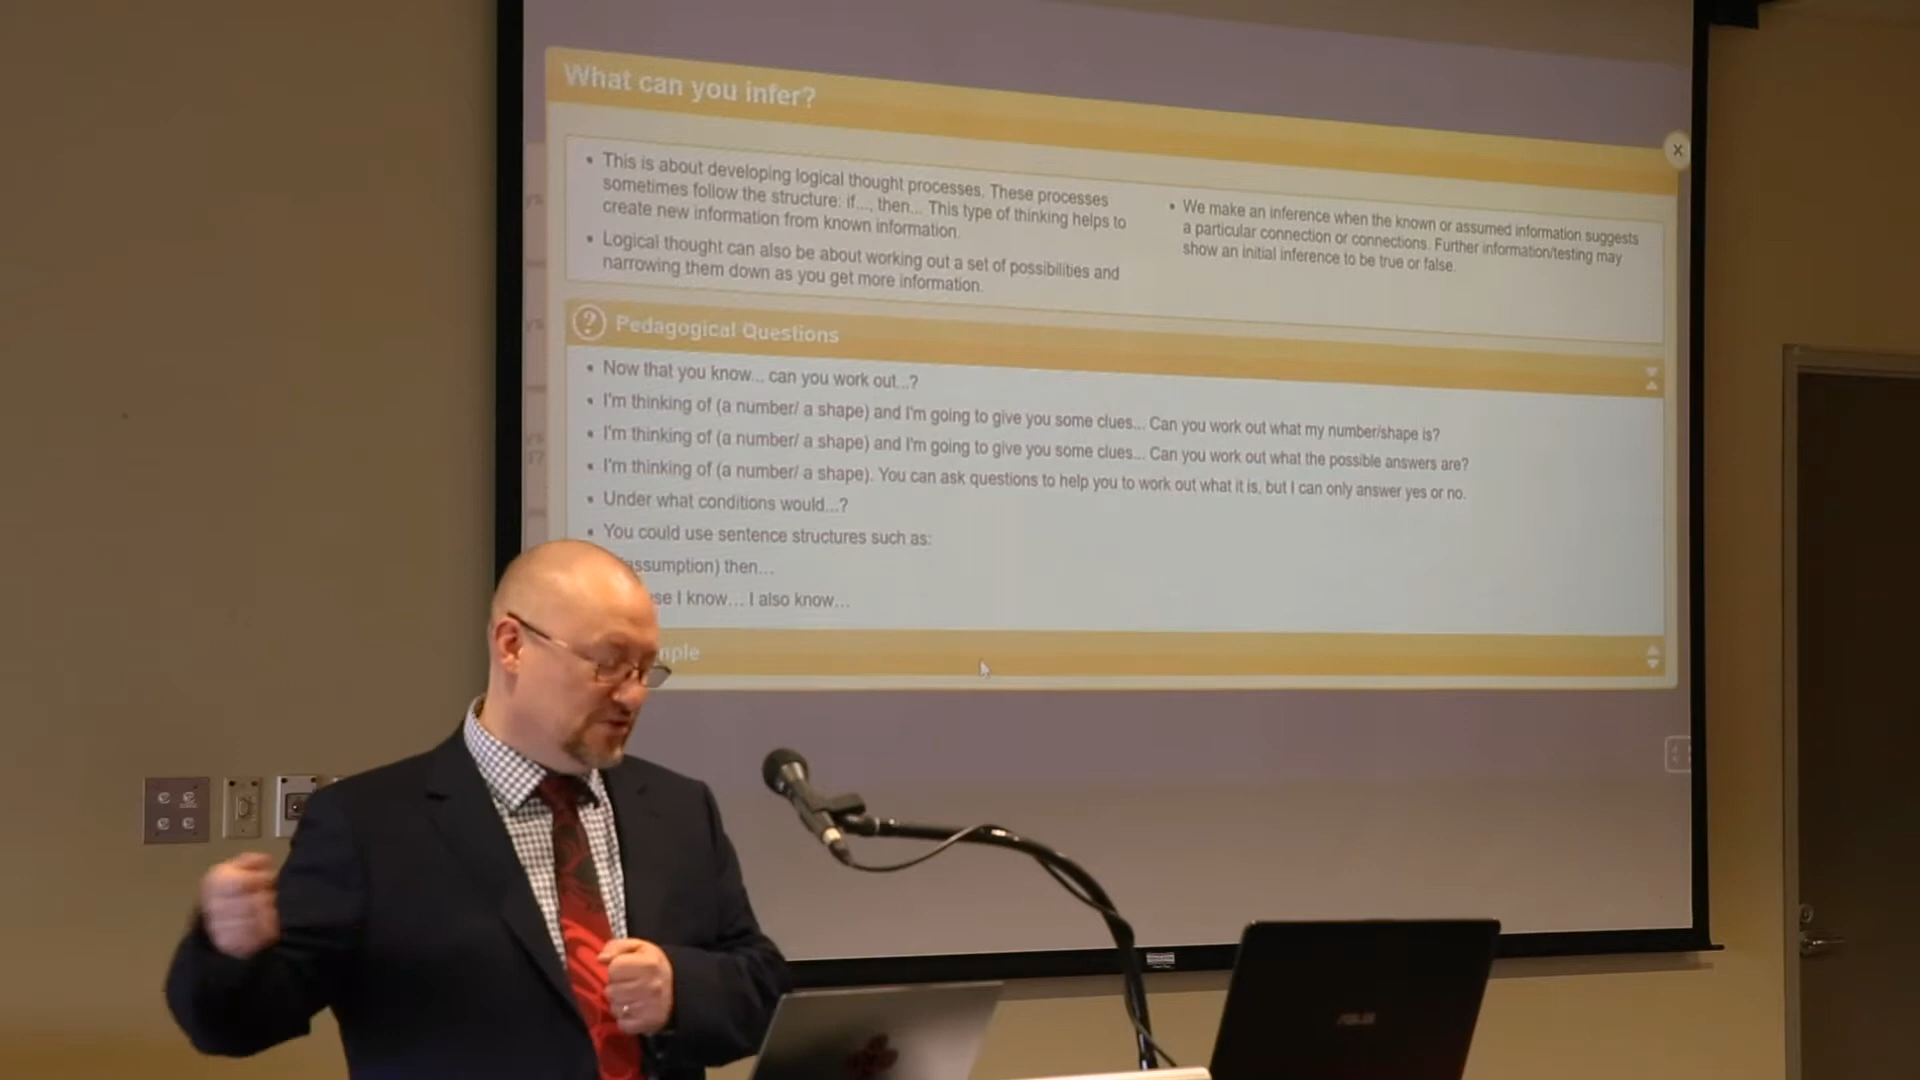 What can you infer?
This is about developing logical thought processes. These processes
sometimes follow the structure: if..., then... This type of thinking helps to
create new information from known information.
Logical thought can also be about working out a set of possibilities and
narrowing them down as you get more information.
We make an inference when the known or assumed information suggests
a particular connection or connections. Further information/testing may
show an initial inference to be true or false.
? Pedagogical Questions
Now that you know... can you work out...?
I'm thinking of (a number/ a shape) and I'm going to give you some clues... Can you work out what my number/shape is?
I'm thinking of (a number/ a shape) and I'm going to give you some clues... Can you work out what the possible answers are?
I'm thinking of (a number/ a shape). You can ask questions to help you to work out what it is, but I can only answer yes or no.
Under what conditions would...?
You could use sentence structures such as:
assumption) then...
se I know... I also know...
mple
ASUS